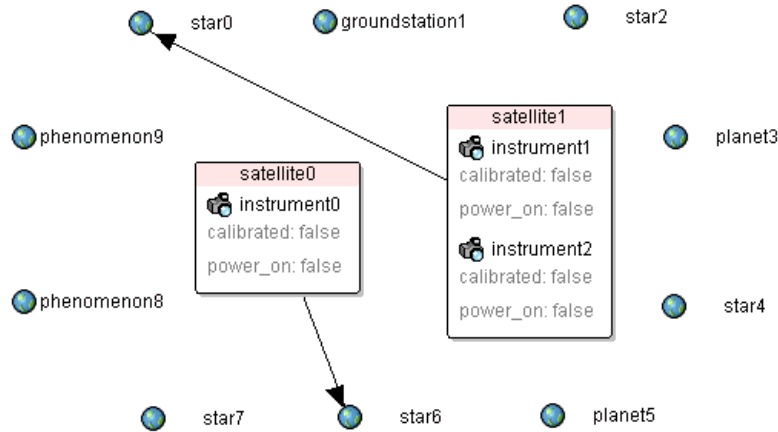 star0
groundstation1
star2
phenomenon9
satellite1
instrument1
calibrated: false
power_on: false
instrument2
calibrated: false
power_on: false
planet3
satellite0
instrument0
calibrated: false
power_on: false
phenomenon8
star4
star7
star6
planet5